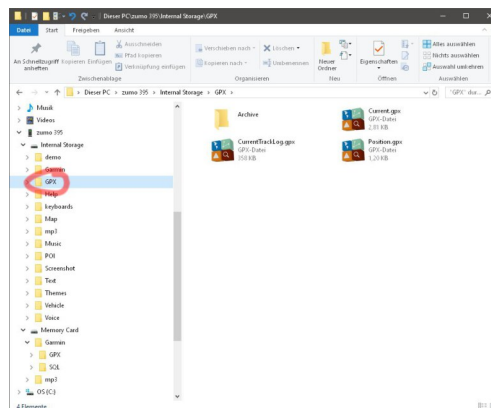 Dieser PC\zumo 395\Internal Storage\GPX
Datei Start Freigeben Ansicht
An Schnellzugriff anheften
Kopieren
Einfügen
Ausschneiden
Pfad kopieren
Verknüpfung einfügen
Zwischenablage
Verschieben nach
Kopieren nach
Löschen
Umbenennen
Organisieren
Neuer Ordner
Neu
Eigenschaften
Öffnen
Alles auswählen
Nichts auswählen
Auswahl umkehren
Auswählen
Dieser PC > zumo 395 > Internal Storage > GPX >
"GPX" dur...
Musik
Videos
zumo 395
Internal Storage
demo
Garmin
GPX
Help
keyboards
Map
mp3
Music
POI
Screenshot
Text
Themes
Vehicle
Voice
Memory Card
Garmin
GPX
SQL
mp3
OS (C:)
Archive
Current.gpx
GPX-Datei
2,81 KB
CurrentTrackLog.gpx
GPX-Datei
358 KB
Position.gpx
GPX-Datei
1,20 KB
4 Elemente